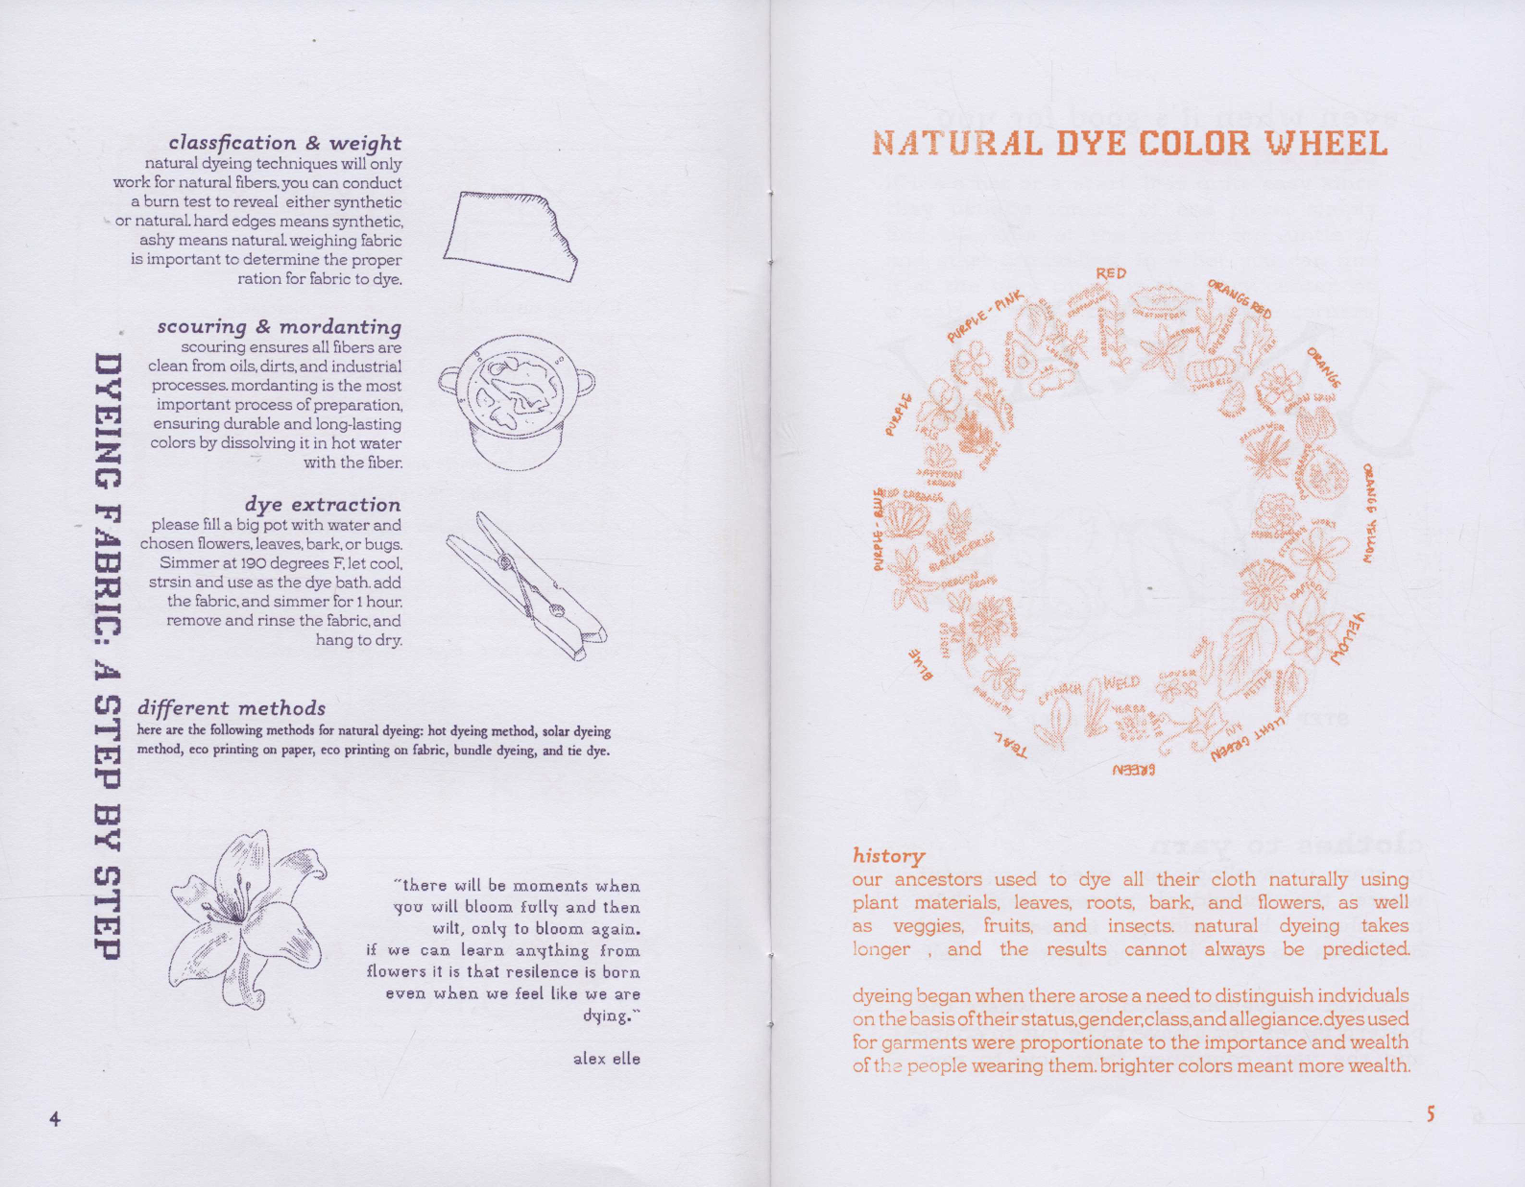 DYEING FABRIC: A STEP BY STEP
classfication & weight
natural dyeing techniques will only
work for natural fibers. you can conduct
a burn test to reveal either synthetic
or natural. hard edges means synthetic,
ashy means natural. weighing fabric
is important to determine the proper
ration for fabric to dye.
scouring & mordanting
scouring ensures all fibers are
clean from oils, dirts, and industrial
processes. mordanting is the most
important process of preparation,
ensuring durable and long-lasting
colors by dissolving it in hot water
with the fiber.
dye extraction
please fill a big pot with water and
chosen flowers, leaves, bark, or bugs.
Simmer at 190 degrees F, let cool,
strsin and use as the dye bath. add
the fabric, and simmer for 1 hour.
remove and rinse the fabric, and
hang to dry.
different methods
here are the following methods for natural dyeing: hot dyeing method, solar dyeing
method, eco printing on paper, eco printing on fabric, bundle dyeing, and tie dye.
"there will be moments when
you will bloom fully and then
wilt, only to bloom again.
if we can learn anything from
flowers it is that resilence is born
even when we feel like we are
dying."
alex elle
4
NATURAL DYE COLOR WHEEL
RED
ORANGE RED
ORANGE
ORANGE YELLOW
YELLOW
LIGHT GREEN
GREEN
TEAL
BLUE
PURPLE - BLUE
PURPLE
PURPLE - PINK
TUMERIC
POMEGRANATE
DAFFODIL
NETTLE
IVY
CLOVER
WELD
SPINACH
HIBISCUS
INDIGO
DRAGON GRAPE
BLACKBERRIES
RED CABBAGE
SAFFRON CROCUS
IRIS
history
our ancestors used to dye all their cloth naturally using
plant materials, leaves, roots, bark, and flowers, as well
as veggies, fruits, and insects. natural dyeing takes
longer , and the results cannot always be predicted.
dyeing began when there arose a need to distinguish indviduals
on the basis of their status, gender, class, and allegiance. dyes used
for garments were proportionate to the importance and wealth
of the people wearing them. brighter colors meant more wealth.
5